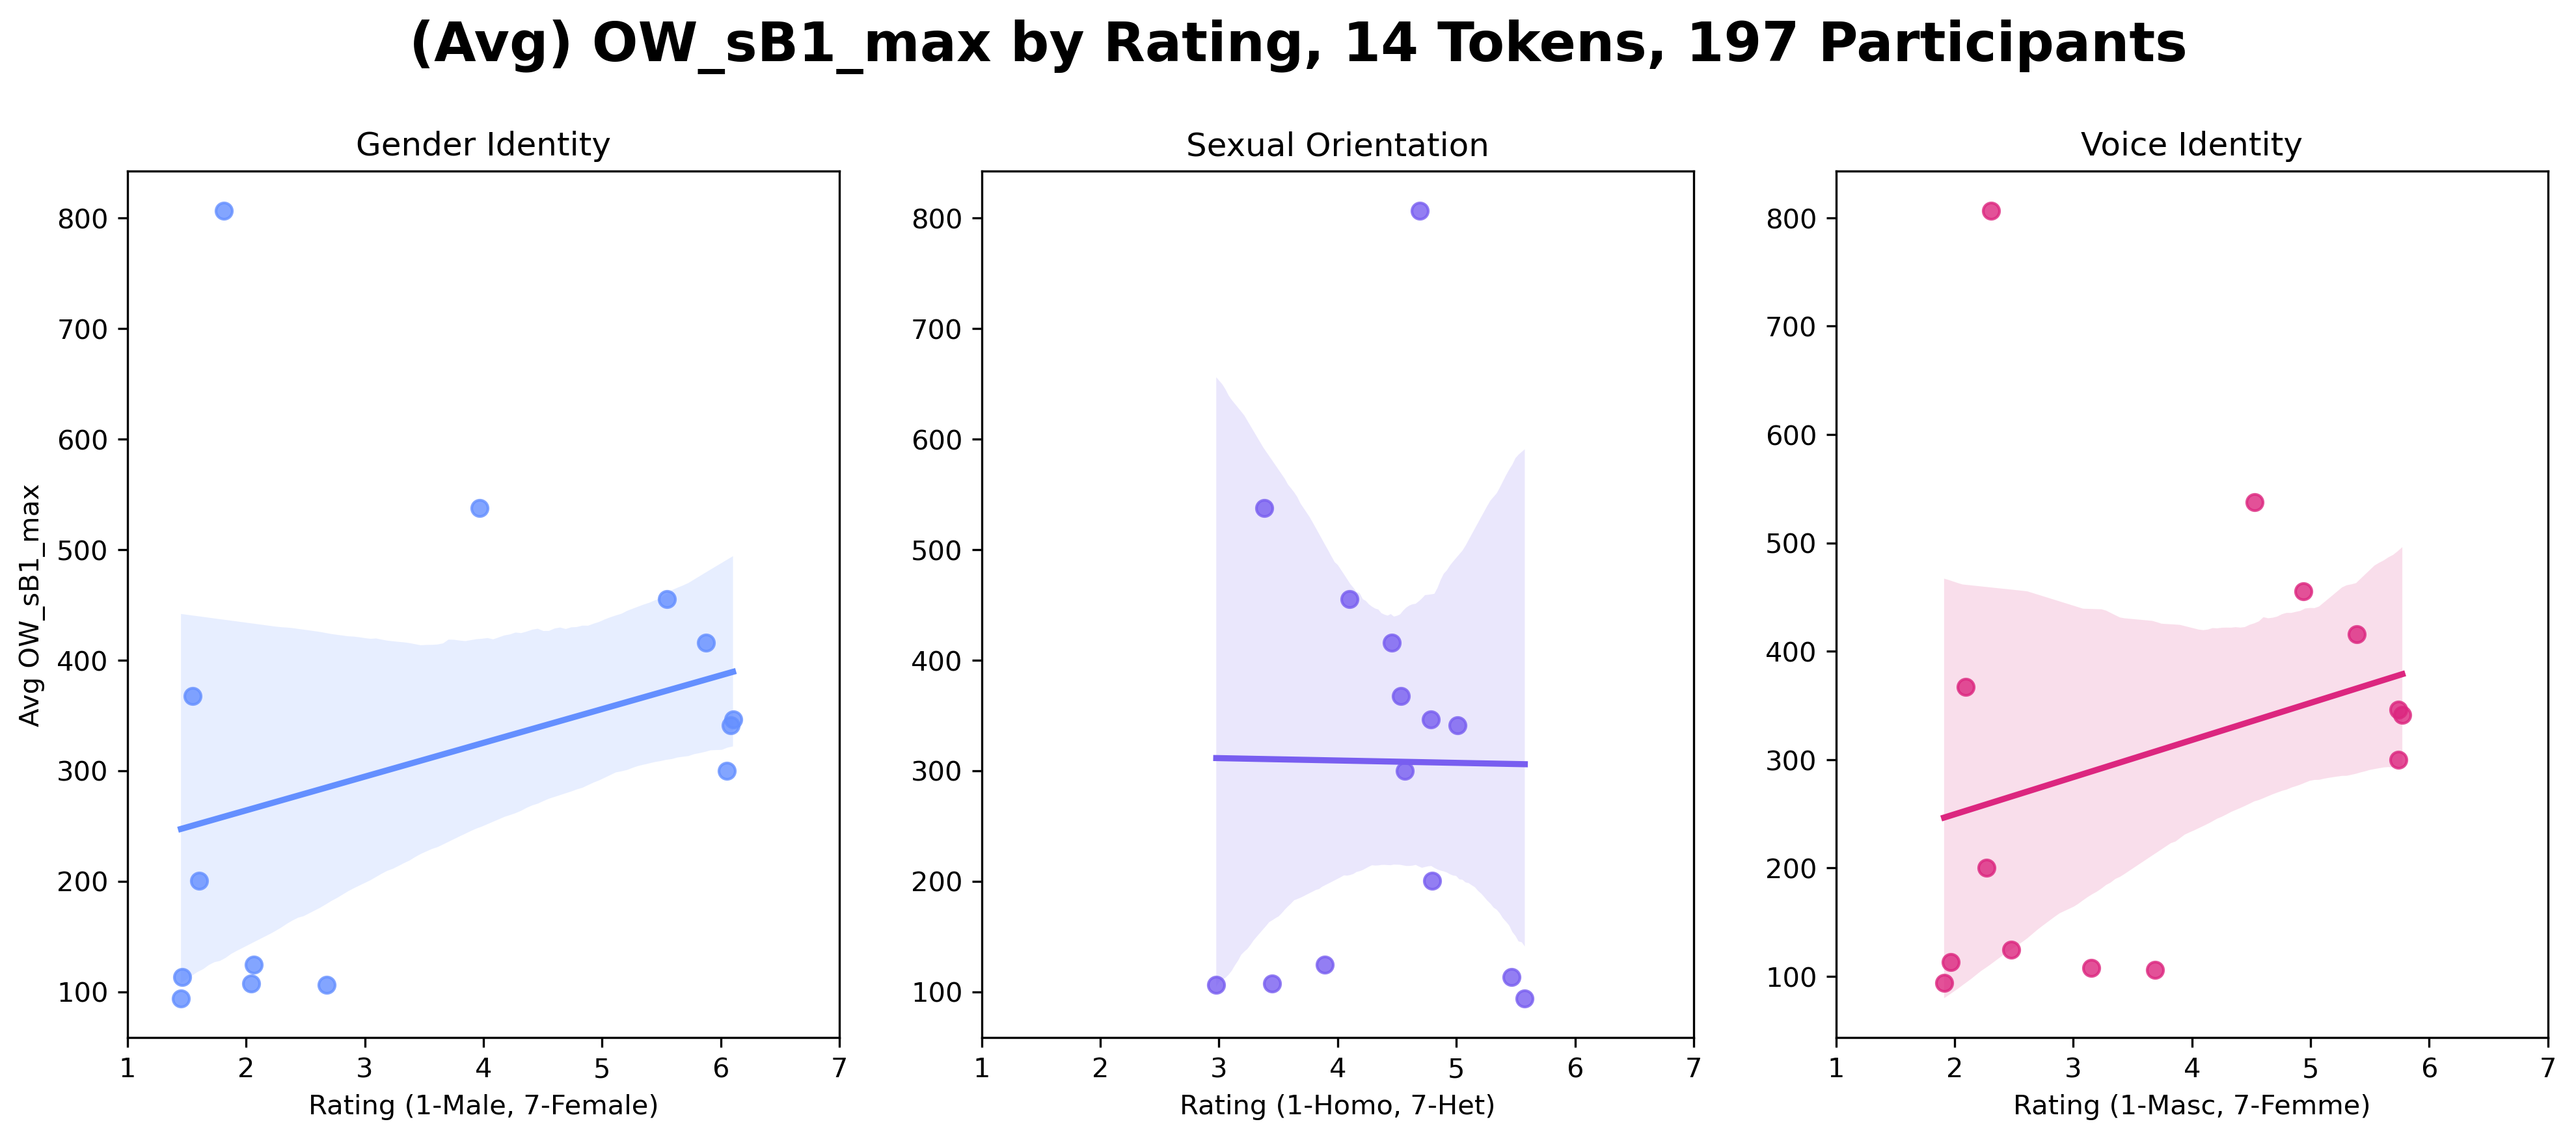 (Avg) OW_sB1_max by Rating, 14 Tokens, 197 Participants
Gender Identity
Avg OW_sB1_max
800
700
600
500
400
300
200
100
1 2 3 4 5 6 7
Rating (1-Male, 7-Female)
Sexual Orientation
800
700
600
500
400
300
200
100
1 2 3 4 5 6 7
Rating (1-Homo, 7-Het)
Voice Identity
800
700
600
500
400
300
200
100
1 2 3 4 5 6 7
Rating (1-Masc, 7-Femme)